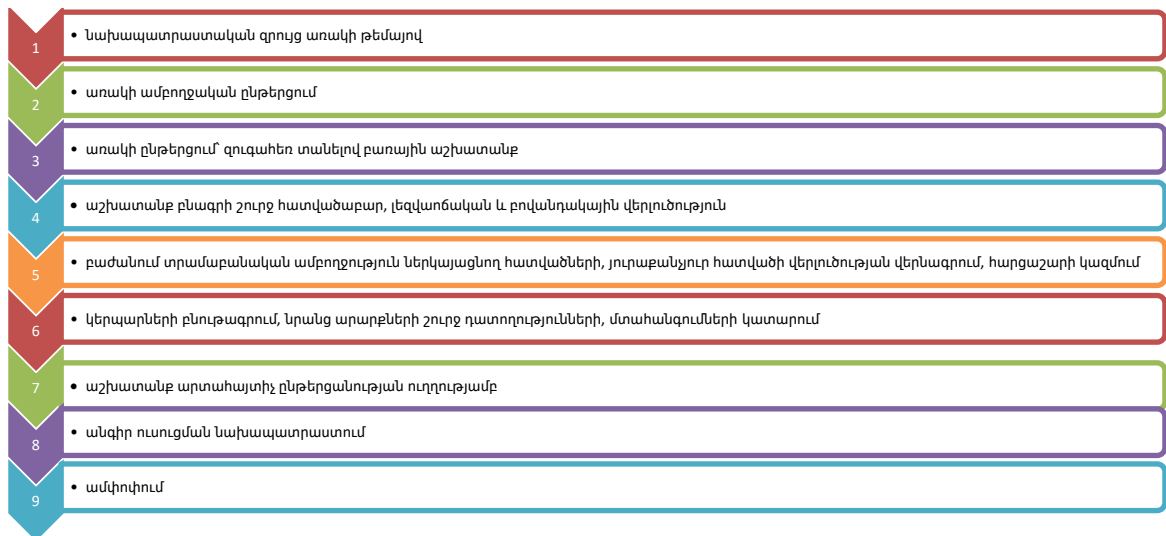 1
• նախապատրաստական զրույց առակի թեմայով
2
• առակի ամբողջական ընթերցում
3
• առակի ընթերցում՝ զուգահեռ տանելով բառային աշխատանք
4
• աշխատանք բնագրի շուրջ հատվածաբար, լեզվաոճական և բովանդակային վերլուծություն
5
• բաժանում տրամաբանական ամբողջություն ներկայացնող հատվածների, յուրաքանչյուր հատվածի վերլուծության վերնագրում, հարցաշարի կազմում
6
• կերպարների բնութագրում, նրանց արարքների շուրջ դատողությունների, մտահանգումների կատարում
7
• աշխատանք արտահայտիչ ընթերցանության ուղղությամբ
8
• անգիր ուսուցման նախապատրաստում
9
• ամփոփում